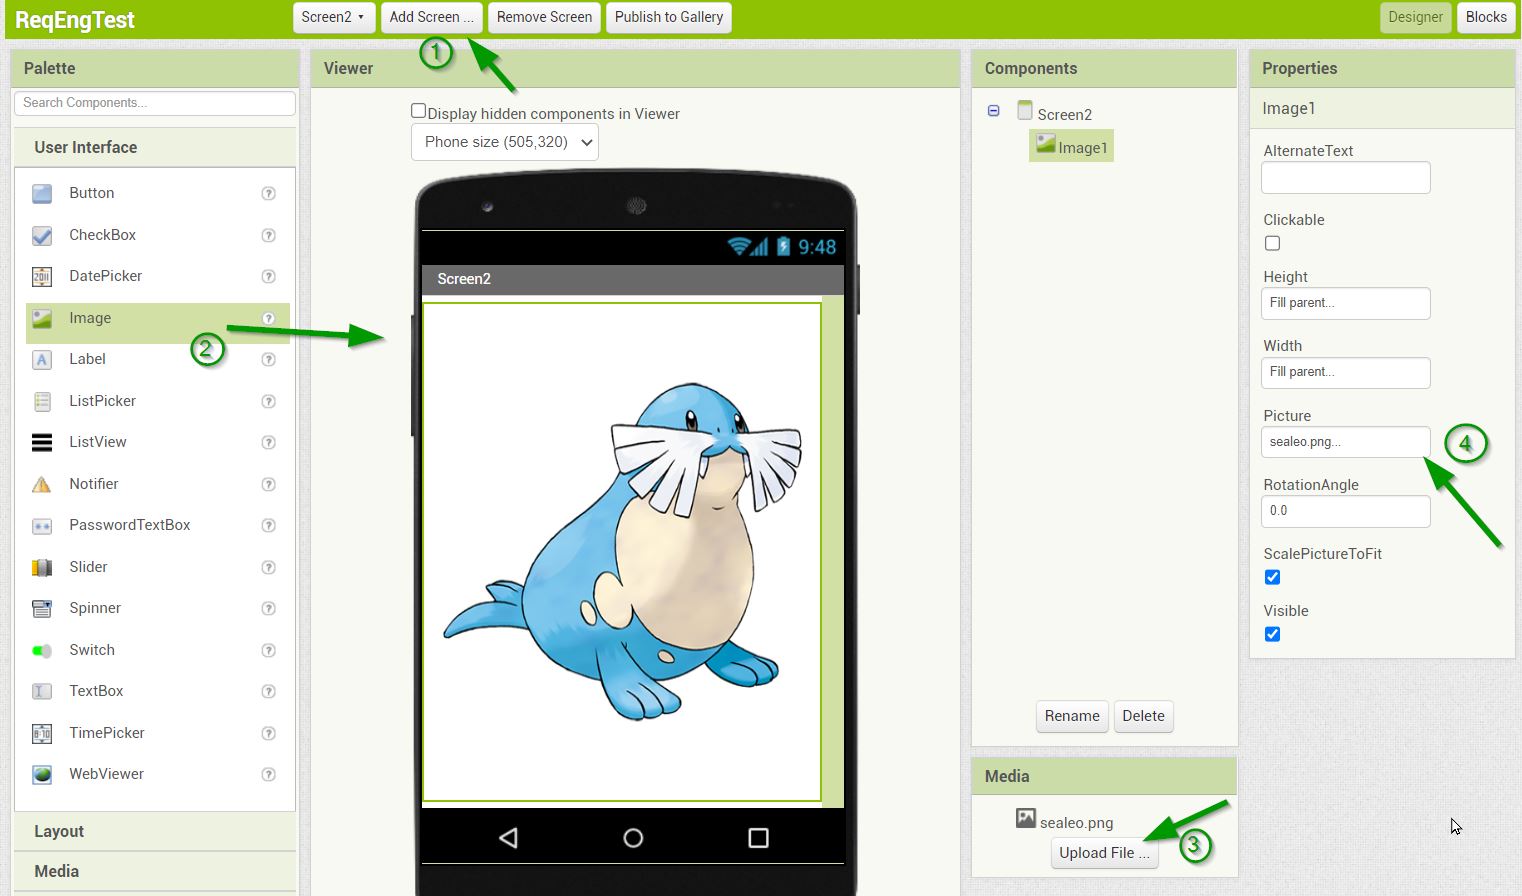 ReqEngTest
Screen2
Add Screen ...
Remove Screen
Publish to Gallery
Designer
Blocks
1
Palette
Search Components...
User Interface
Button
?
CheckBox
?
DatePicker
?
Image
?
2
Label
?
ListPicker
?
ListView
?
Notifier
?
PasswordTextBox
?
Slider
?
Spinner
?
Switch
?
TextBox
?
TimePicker
?
WebViewer
?
Layout
Media
Viewer
Display hidden components in Viewer
Phone size (505,320)
9:48
Screen2
Components
Screen2
Image1
Rename
Delete
Media
sealeo.png
Upload File ...
3
Properties
Image1
AlternateText
Clickable
Height
Fill parent...
Width
Fill parent...
Picture
sealeo.png...
4
RotationAngle
0.0
ScalePictureToFit
Visible